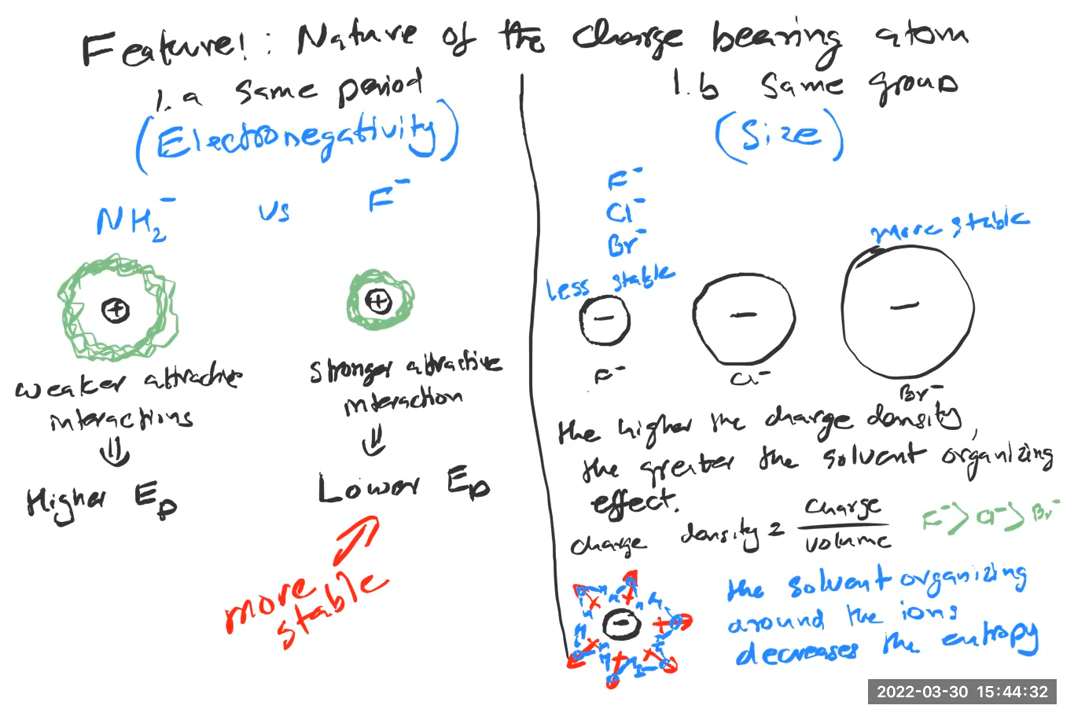 Feature 1: Nature of the charge bearing atom
1.a same period
(Electronegativity)
NH2⁻ vs F⁻
+
+
weaker attractive
interactions
⇓
Higher Ep
stronger attractive
interaction
⇓
Lower Ep
more
stable
1.b same group
(Size)
F⁻
Cl⁻
Br⁻
less stable
more stable
−
−
−
F⁻
Cl⁻
Br⁻
the higher the charge density,
the greater the solvent organizing
effect.
charge density = charge/volume
F⁻ > Cl⁻ > Br⁻
−
the solvent organizing
around the ions
decreases the entropy
2022-03-30 15:44:32